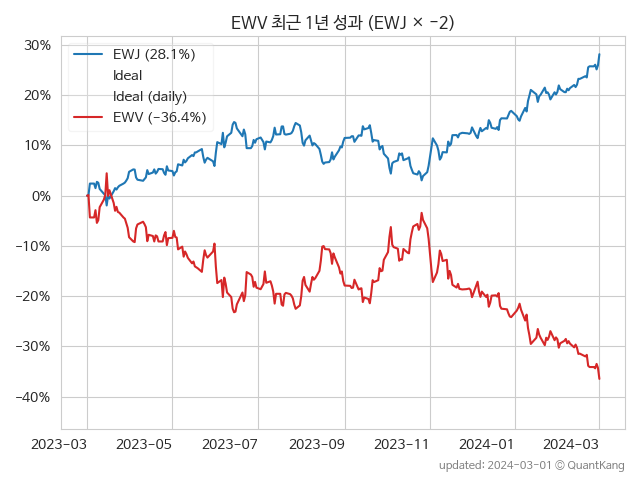 EWV 최근 1년 성과 (EWJ × −2)
30%
20%
10%
0%
−10%
−20%
−30%
−40%
EWJ (28.1%)
Ideal
Ideal (daily)
EWV (−36.4%)
2023-03
2023-05
2023-07
2023-09
2023-11
2024-01
2024-03
updated: 2024-03-01 © QuantKang